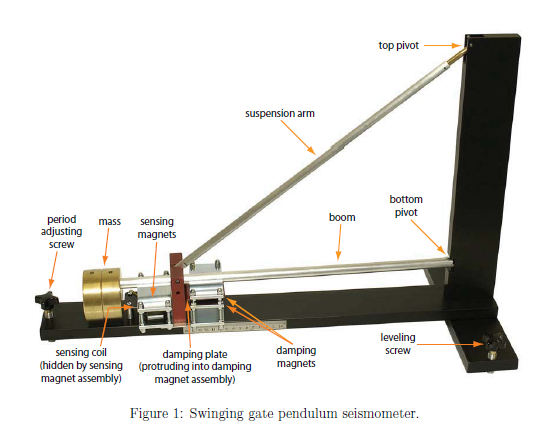 top pivot
suspension arm
bottom
pivot
boom
period
adjusting
screw
mass
sensing
magnets
sensing coil
(hidden by sensing
magnet assembly)
damping plate
(protruding into damping
magnet assembly)
damping
magnets
leveling
screw
Figure 1: Swinging gate pendulum seismometer.